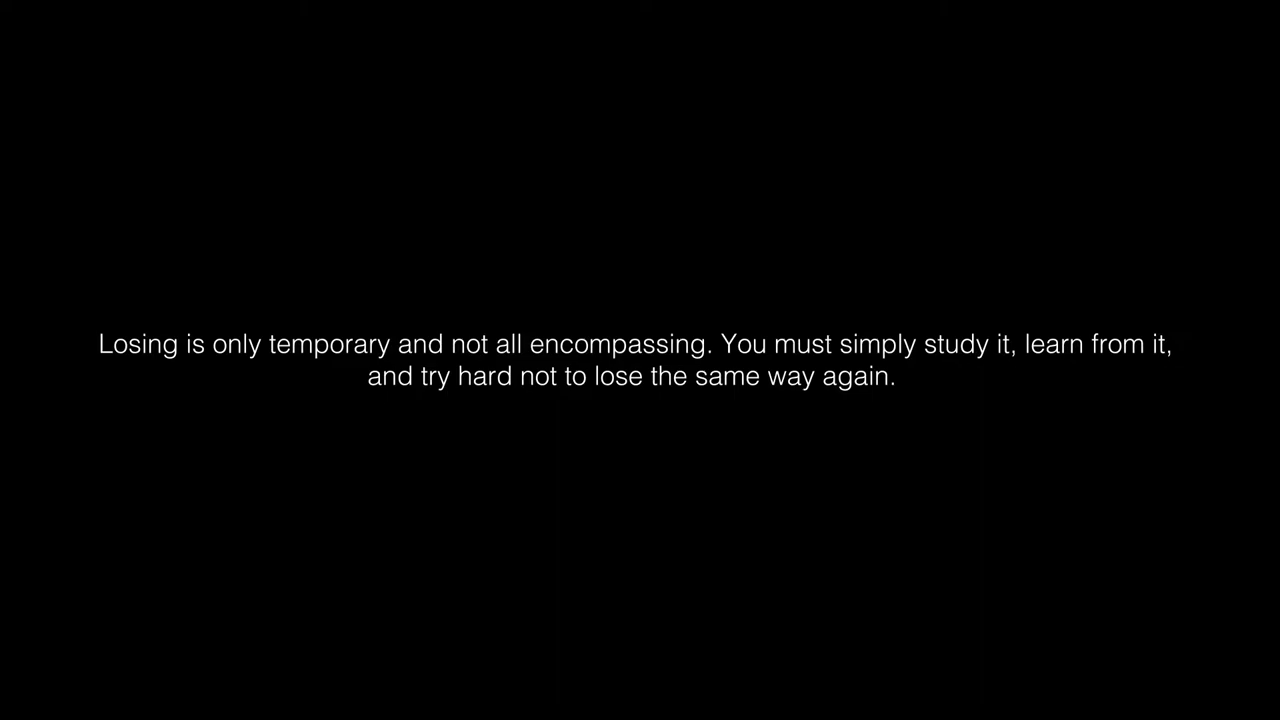 Losing is only temporary and not all encompassing. You must simply study it, learn from it,
and try hard not to lose the same way again.